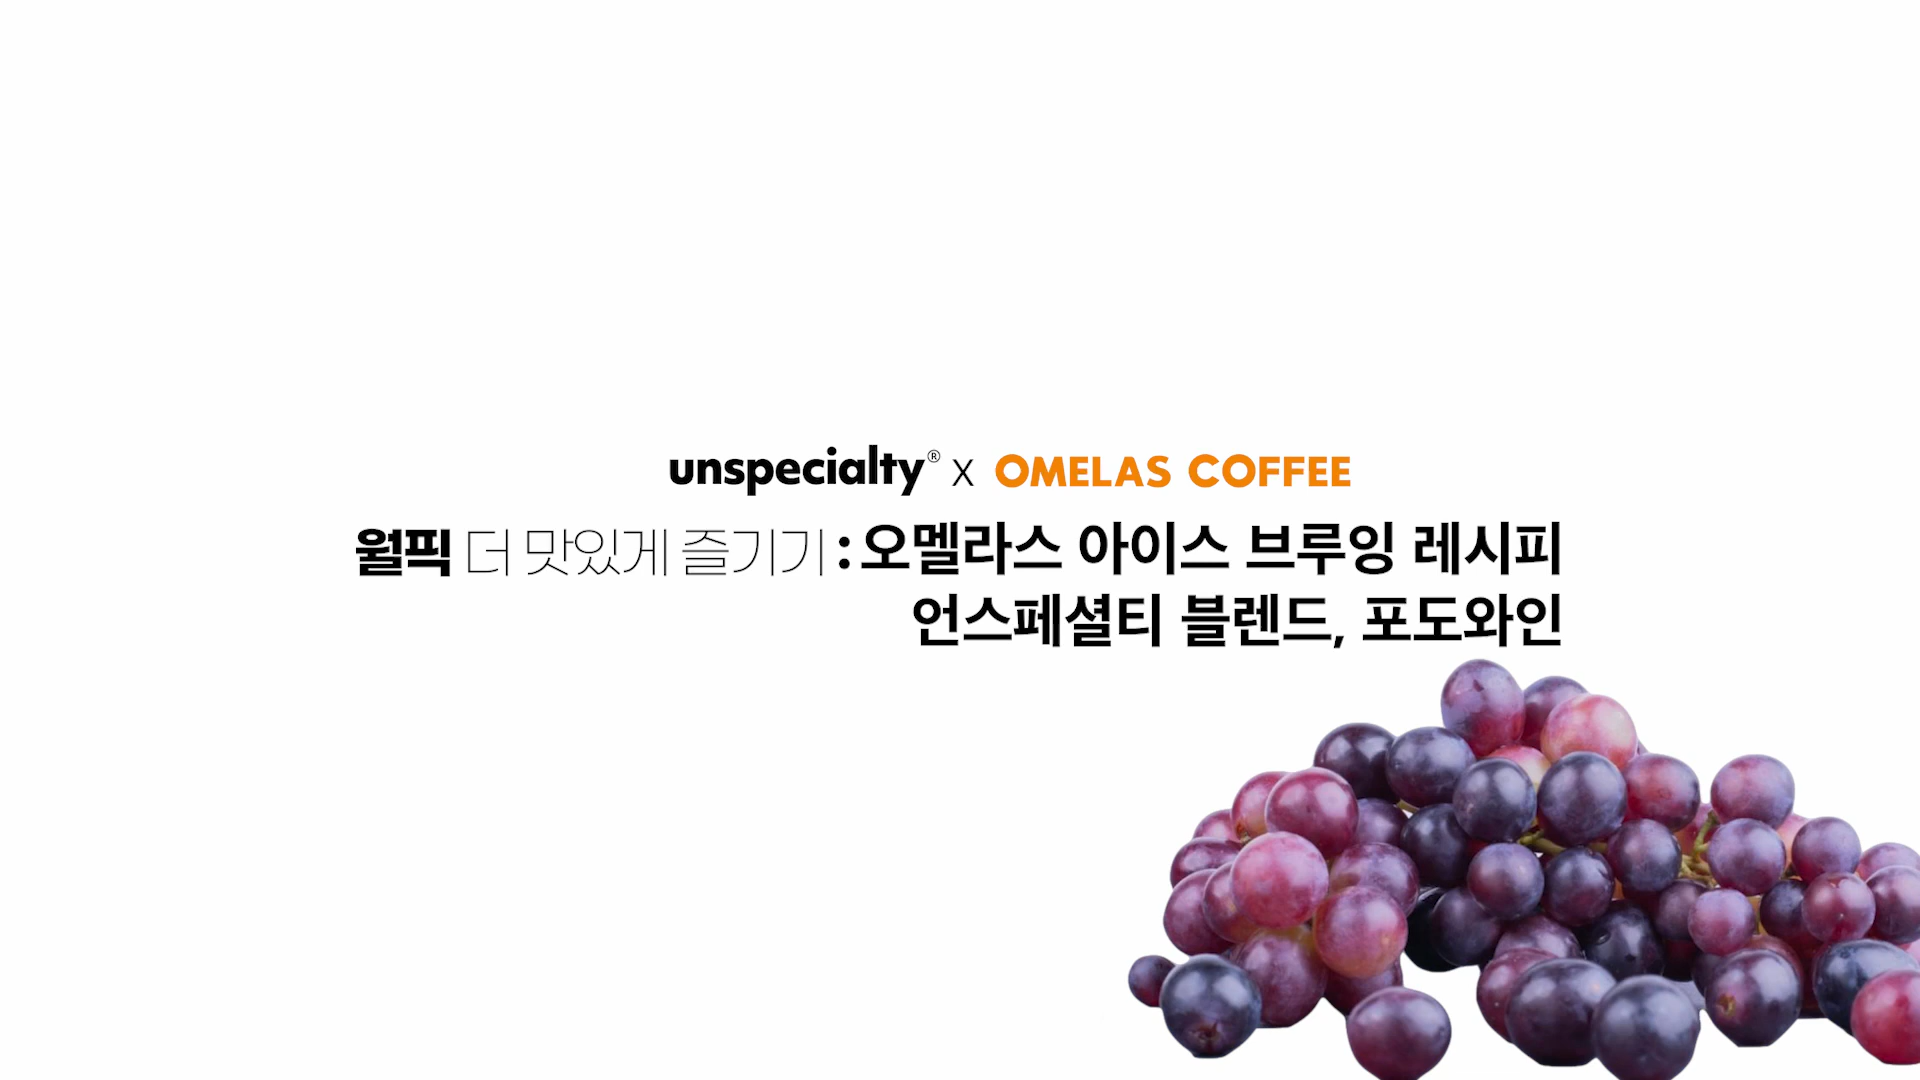 unspecialty® x OMELAS COFFEE
월픽 더 맛있게 즐기기 : 오멜라스 아이스 브루잉 레시피
언스페셜티 블렌드, 포도와인